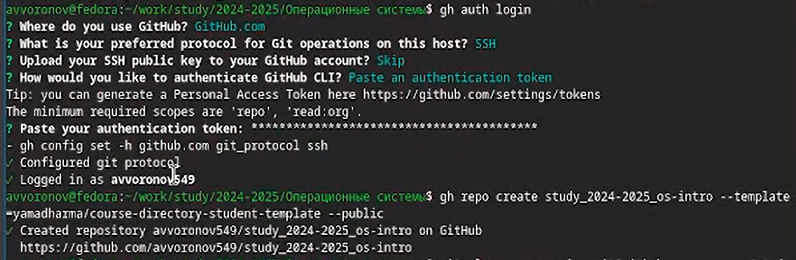 avvoronov@fedora:~/work/study/2024-2025/Операционные системы$ gh auth login
? Where do you use GitHub? GitHub.com
? What is your preferred protocol for Git operations on this host? SSH
? Upload your SSH public key to your GitHub account? Skip
? How would you like to authenticate GitHub CLI? Paste an authentication token
Tip: you can generate a Personal Access Token here https://github.com/settings/tokens
The minimum required scopes are 'repo', 'read:org'.
? Paste your authentication token: ****************************************
- gh config set -h github.com git_protocol ssh
✓ Configured git protocol
✓ Logged in as avvoronov549
avvoronov@fedora:~/work/study/2024-2025/Операционные системы$ gh repo create study_2024-2025_os-intro --template
=yamadharma/course-directory-student-template --public
✓ Created repository avvoronov549/study_2024-2025_os-intro on GitHub
https://github.com/avvoronov549/study_2024-2025_os-intro